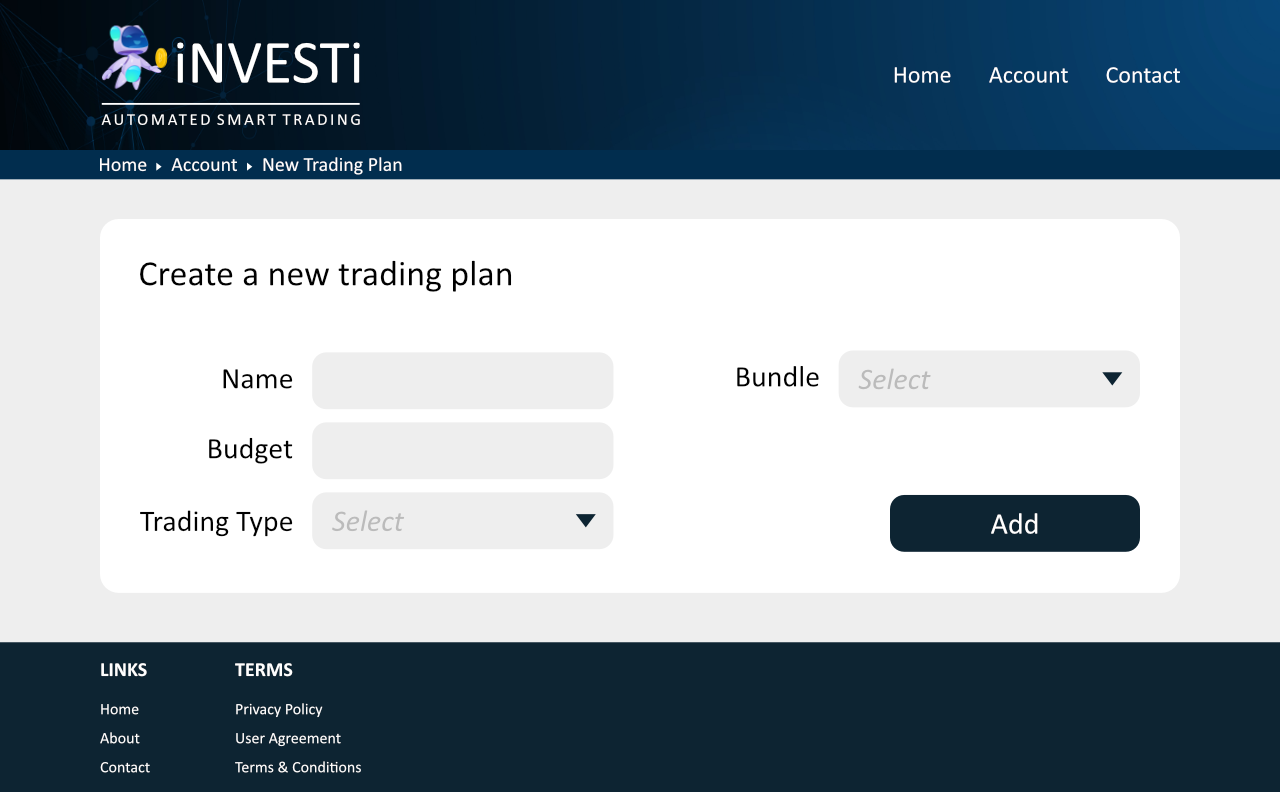 iNVESTi
AUTOMATED SMART TRADING
Home Account Contact
Home Account New Trading Plan
Create a new trading plan
Name
Bundle Select
Budget
Trading Type Select
Add
LINKS TERMS
Home Privacy Policy
About User Agreement
Contact Terms & Conditions